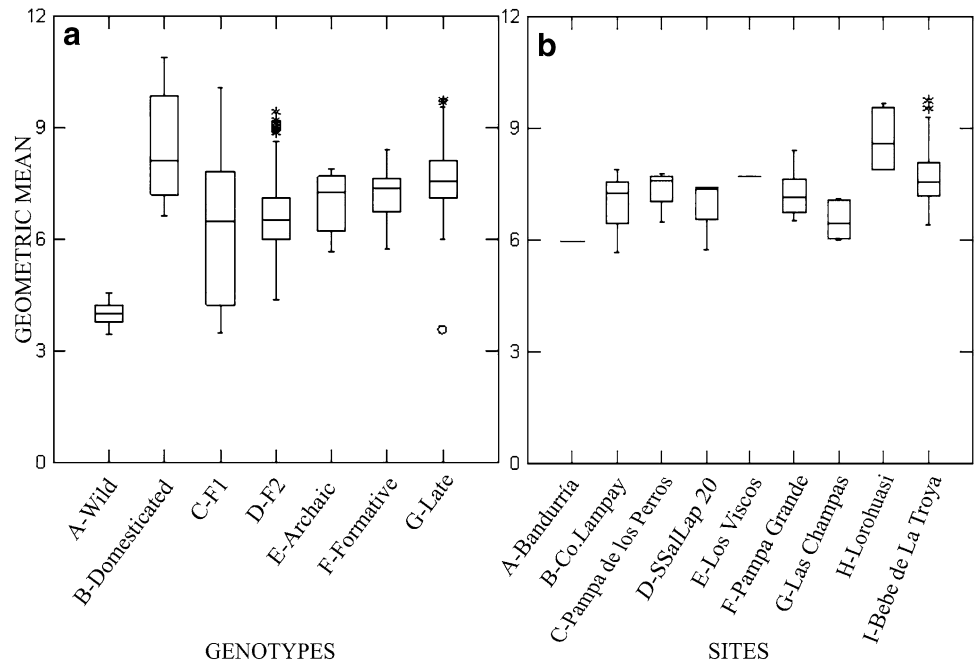 a
b
GEOMETRIC MEAN
12
9
6
3
0
12
9
6
3
0
A-Wild
B-Domesticated
C-F1
D-F2
E-Archaic
F-Formative
G-Late
A-Bandurría
B-Co.Lampay
C-Pampa de los Perros
D-SSalLap 20
E-Los Viscos
F-Pampa Grande
G-Las Champas
H-Lorohuasi
I-Bebe de La Troya
GENOTYPES
SITES